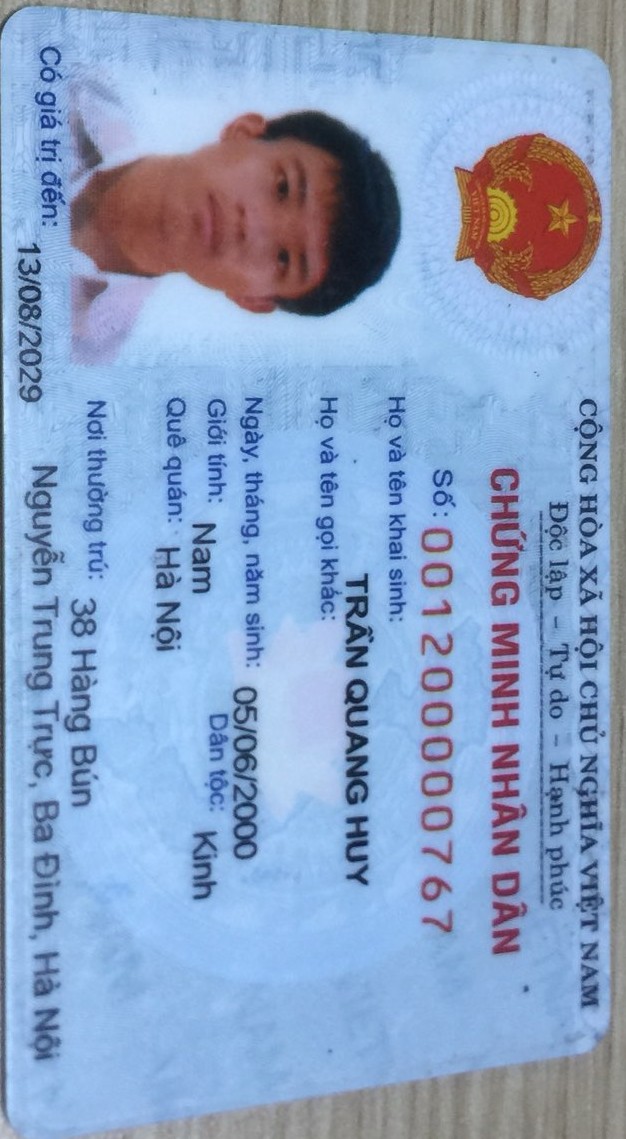 CỘNG HÒA XÃ HỘI CHỦ NGHĨA VIỆT NAM
Độc lập - Tự do - Hạnh phúc
CHỨNG MINH NHÂN DÂN
Số: 001200000767
Họ và tên khai sinh:
TRẦN QUANG HUY
Họ và tên gọi khác:
Ngày, tháng, năm sinh: 05/06/2000
Giới tính: Nam Dân tộc: Kinh
Quê quán: Hà Nội
Nơi thường trú: 38 Hàng Bún
Nguyễn Trung Trực, Ba Đình, Hà Nội
Có giá trị đến: 13/08/2029
VIỆT NAM